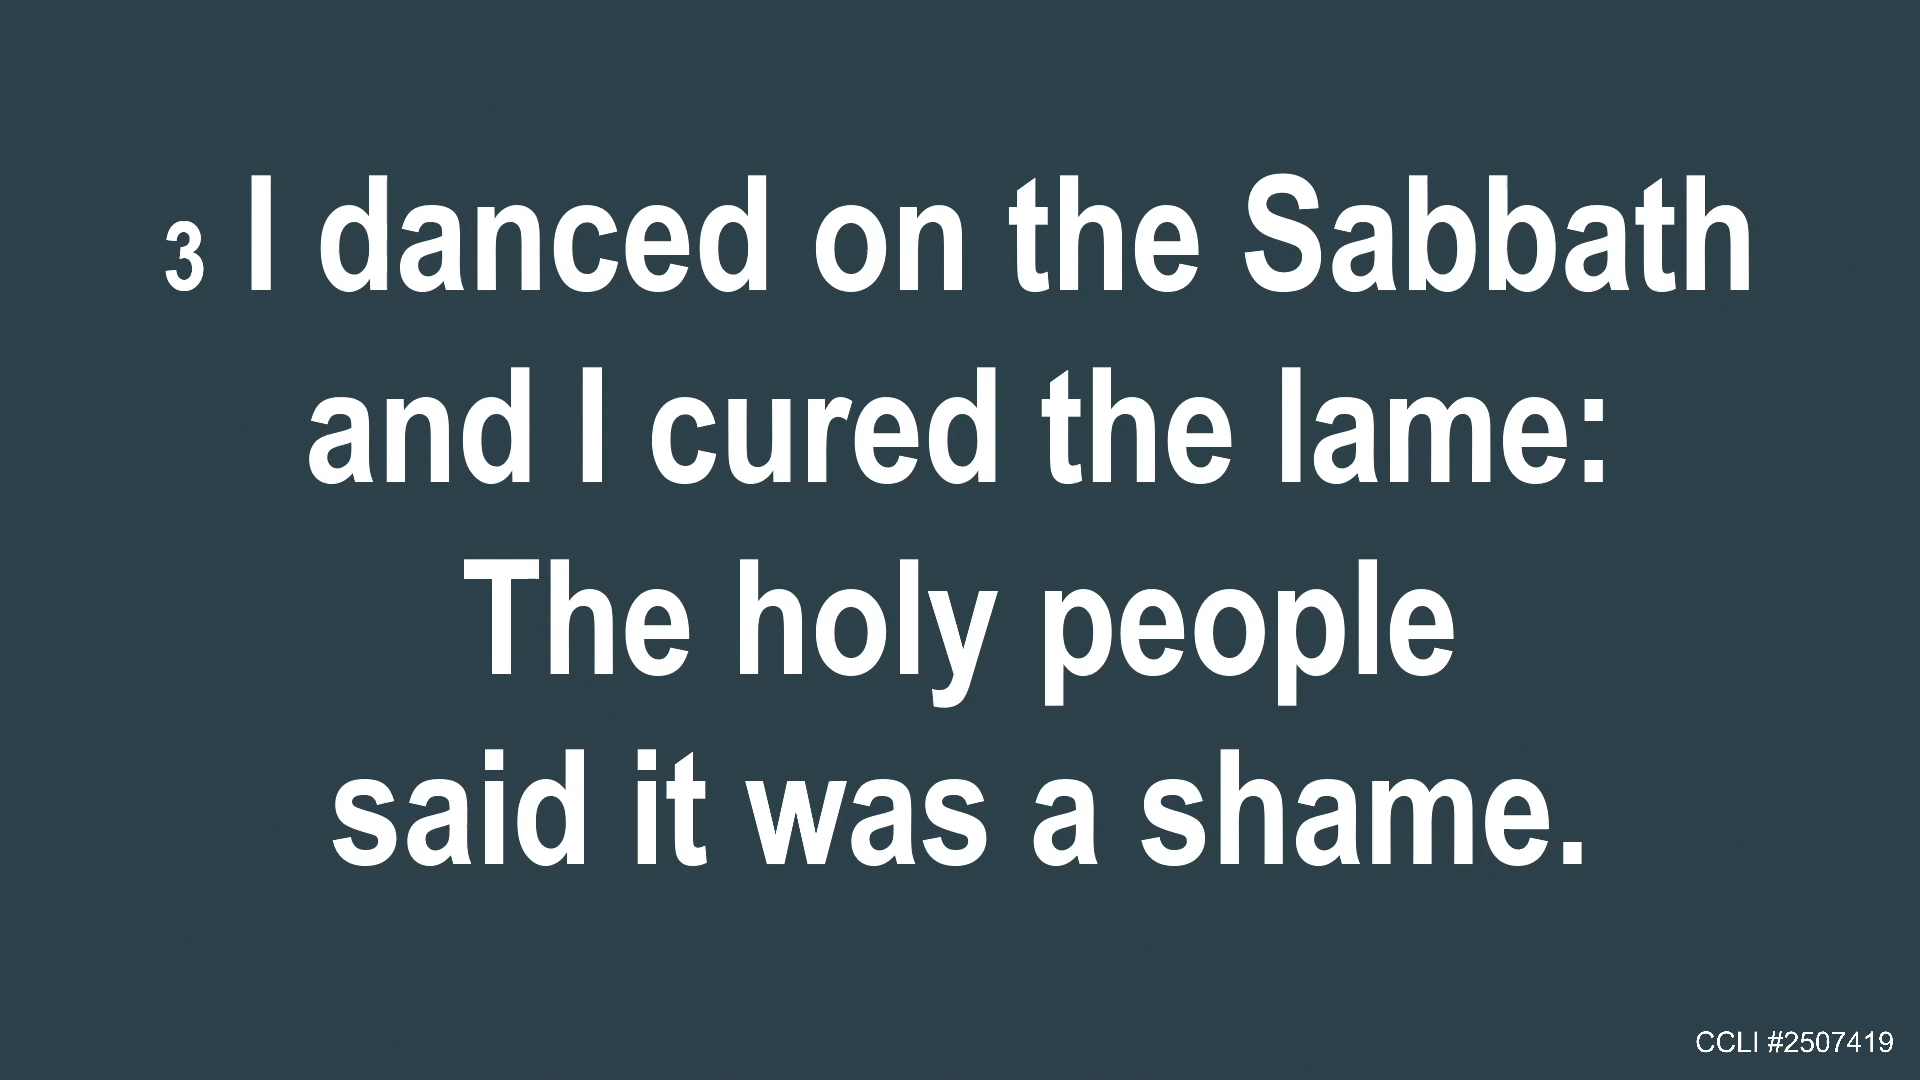 3 I danced on the Sabbath
and I cured the lame:
The holy people
said it was a shame.
CCLI #2507419